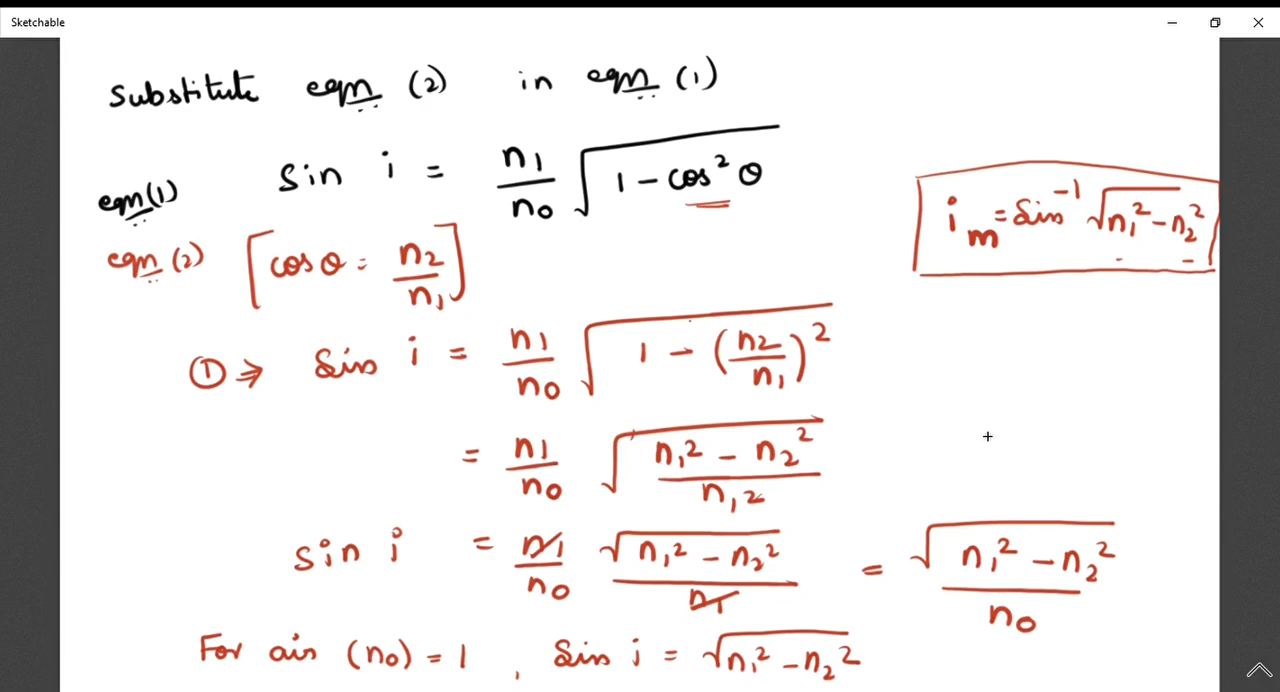 Sketchable
Substitute eqn (2) in eqn (1)
eqn(1) Sin i = n₁/n₀ √(1 - cos²θ)
i_m = Sin⁻¹ √(n₁² - n₂²)
eqn (2) [cosθ = n₂/n₁]
① ⇒ Sin i = n₁/n₀ √(1 - (n₂/n₁)²)
= n₁/n₀ √((n₁² - n₂²)/n₁²)
Sin i = n₁/n₀ √(n₁² - n₂²)/n₁ = √(n₁² - n₂²)/n₀
For air (n₀) = 1, Sin i = √(n₁² - n₂²)